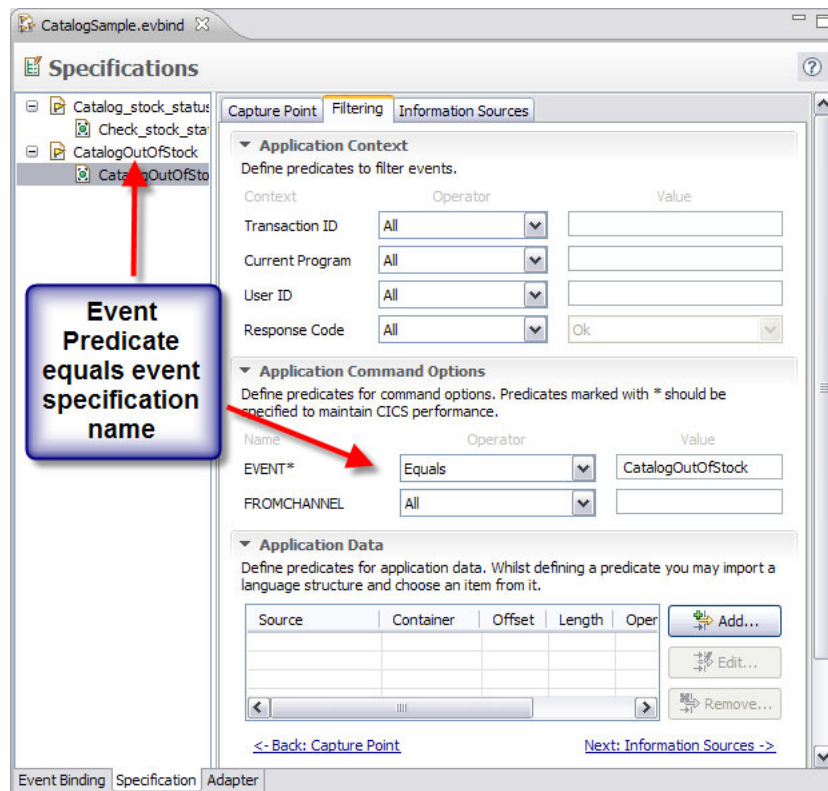 CatalogSample.evbind
Specifications
Catalog_stock_status
Check_stock_sta
CatalogOutOfStock
CatalogOutOfSto
Capture Point Filtering Information Sources
Application Context
Define predicates to filter events.
Context Operator Value
Transaction ID All
Current Program All
User ID All
Response Code All Ok
Event
Predicate
equals event
specification
name
Application Command Options
Define predicates for command options. Predicates marked with * should be
specified to maintain CICS performance.
Name Operator Value
EVENT* Equals CatalogOutOfStock
FROMCHANNEL All
Application Data
Define predicates for application data. Whilst defining a predicate you may import a
language structure and choose an item from it.
Source Container Offset Length Oper
Add...
Edit...
Remove...
<- Back: Capture Point Next: Information Sources ->
Event Binding Specification Adapter